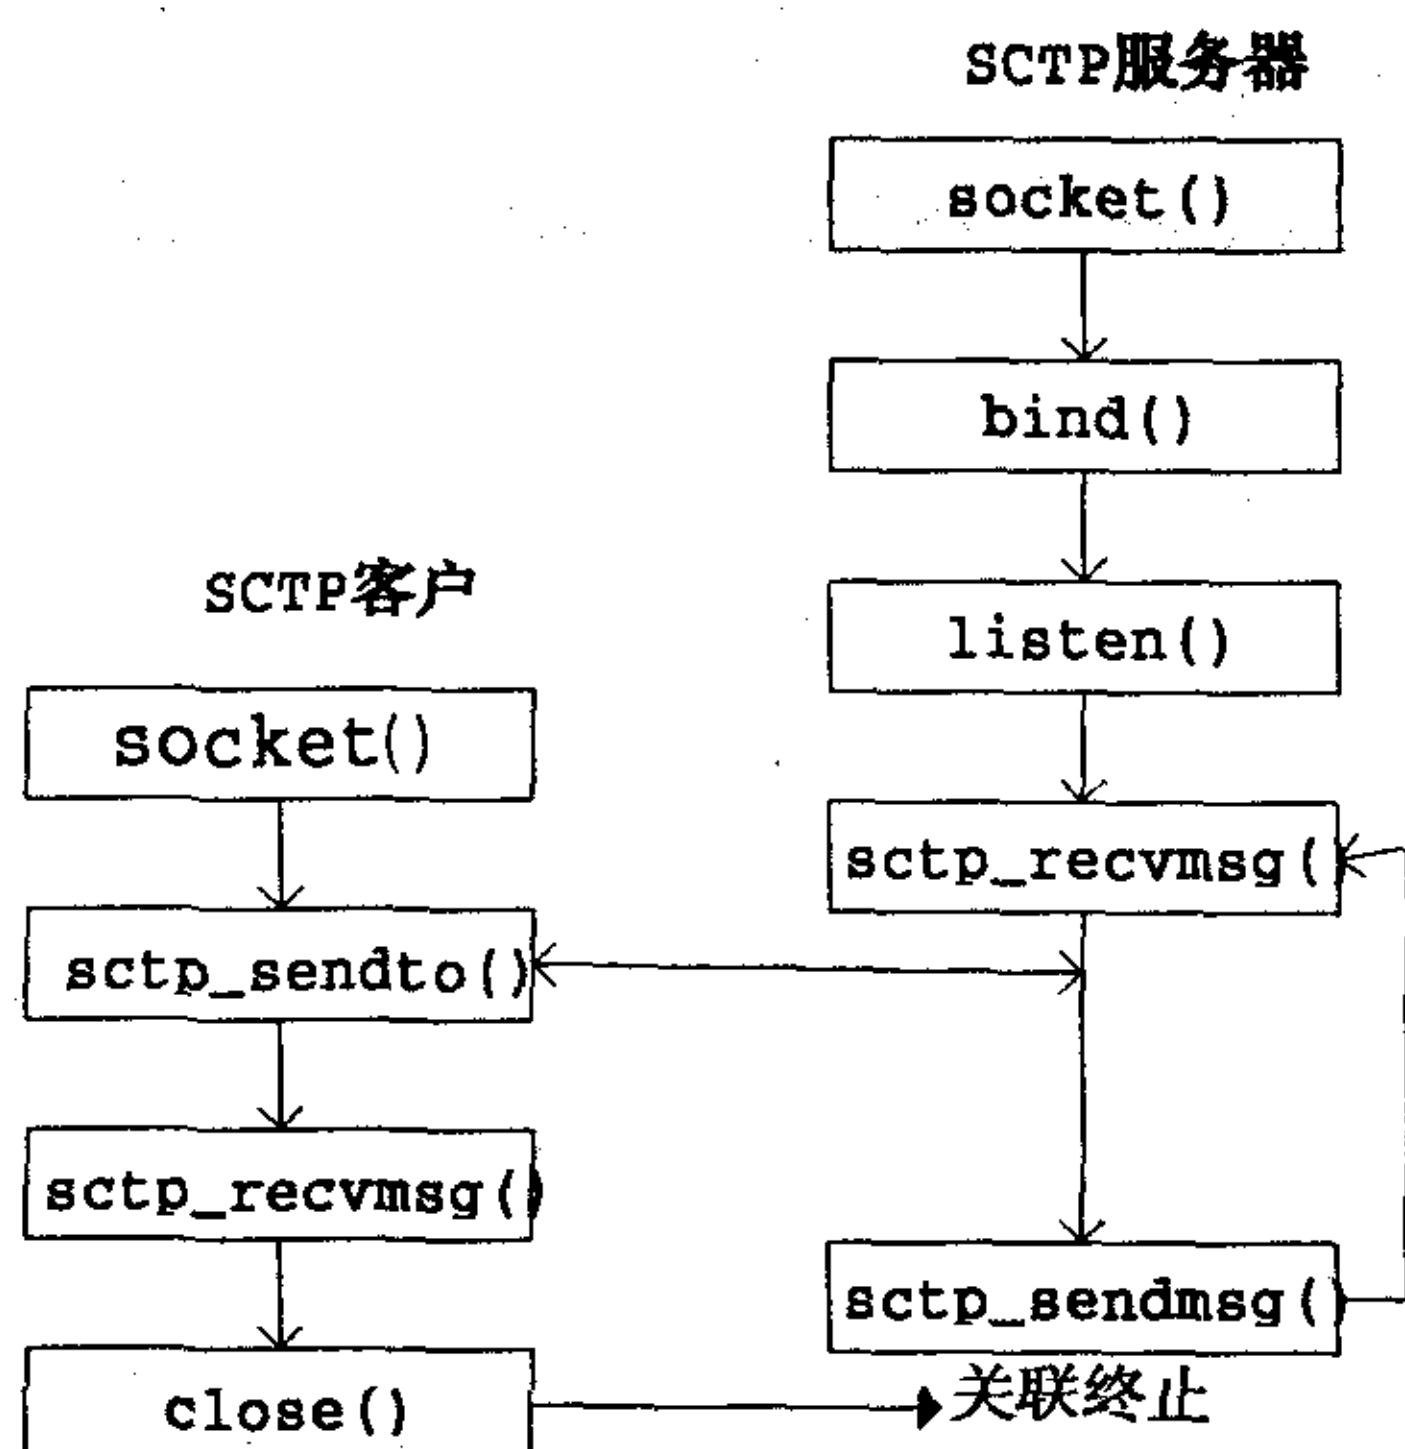 SCTP服务器
socket()
bind()
listen()
SCTP客户
socket()
sctp_recvmsg()
sctp_sendto()
sctp_recvmsg()
sctp_sendmsg()
close()
关联终止